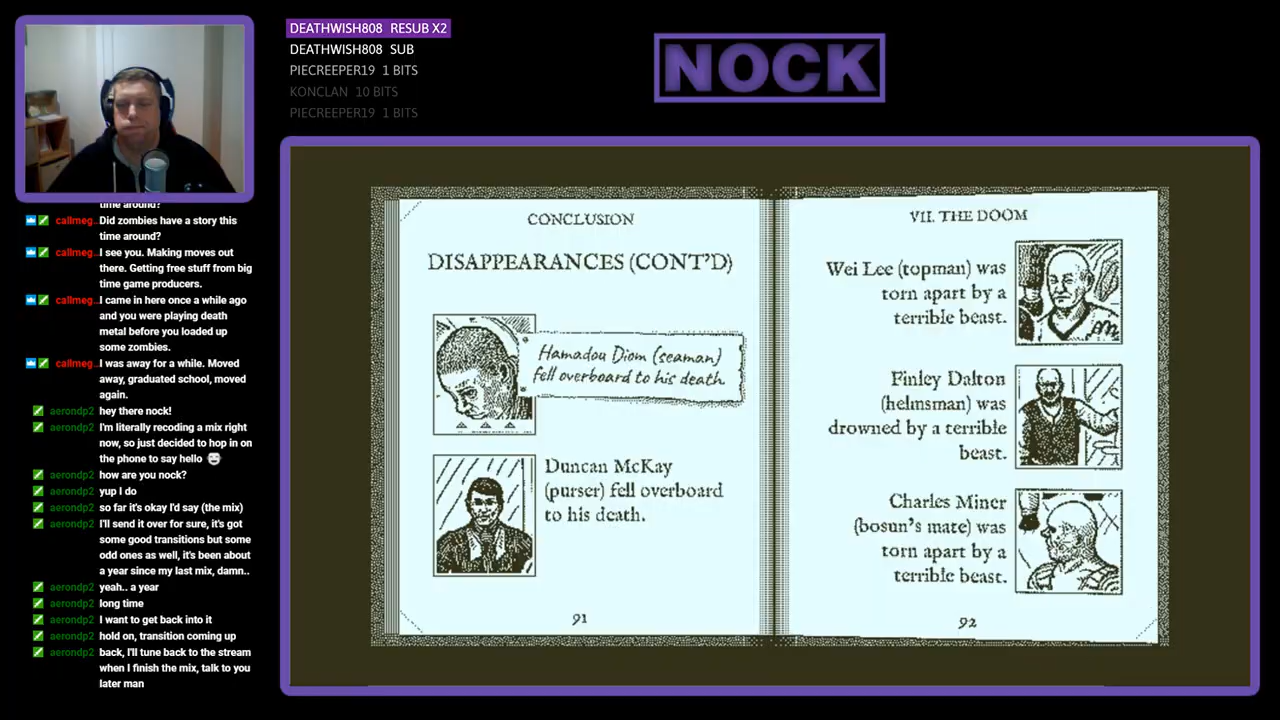 DEATHWISH808 RESUB X2
DEATHWISH808 SUB
PIECREEPER19 1 BITS
KONCLAN 10 BITS
PIECREEPER19 1 BITS
NOCK
time around?
callmeg.. Did zombies have a story this
time around?
callmeg.. I see you. Making moves out
there. Getting free stuff from big
time game producers.
callmeg.. I came in here once a while ago
and you were playing death
metal before you loaded up
some zombies.
callmeg.. I was away for a while. Moved
away, graduated school, moved
again.
aerondp2 hey there nock!
aerondp2 I'm literally recoding a mix right
now, so just decided to hop in on
the phone to say hello
aerondp2 how are you nock?
aerondp2 yup I do
aerondp2 so far it's okay I'd say (the mix)
aerondp2 I'll send it over for sure, it's got
some good transitions but some
odd ones as well, it's been about
a year since my last mix, damn..
aerondp2 yeah.. a year
aerondp2 long time
aerondp2 I want to get back into it
aerondp2 hold on, transition coming up
aerondp2 back, I'll tune back to the stream
when I finish the mix, talk to you
later man
CONCLUSION
DISAPPEARANCES (CONT'D)
Hamadou Diom (seaman)
fell overboard to his death.
Duncan McKay
(purser) fell overboard
to his death.
91
VII. THE DOOM
Wei Lee (topman) was
torn apart by a
terrible beast.
Finley Dalton
(helmsman) was
drowned by a terrible
beast.
Charles Miner
(bosun's mate) was
torn apart by a
terrible beast.
92